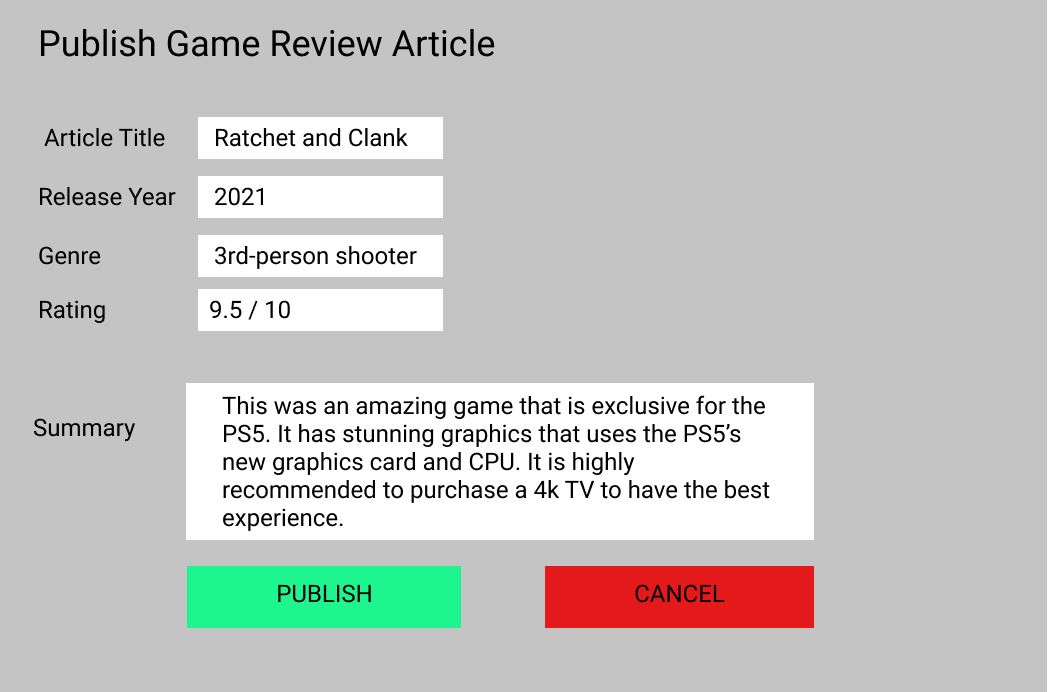 Publish Game Review Article
Article Title
Ratchet and Clank
Release Year
2021
Genre
3rd-person shooter
Rating
9.5 / 10
Summary
This was an amazing game that is exclusive for the
PS5. It has stunning graphics that uses the PS5’s
new graphics card and CPU. It is highly
recommended to purchase a 4k TV to have the best
experience.
PUBLISH
CANCEL